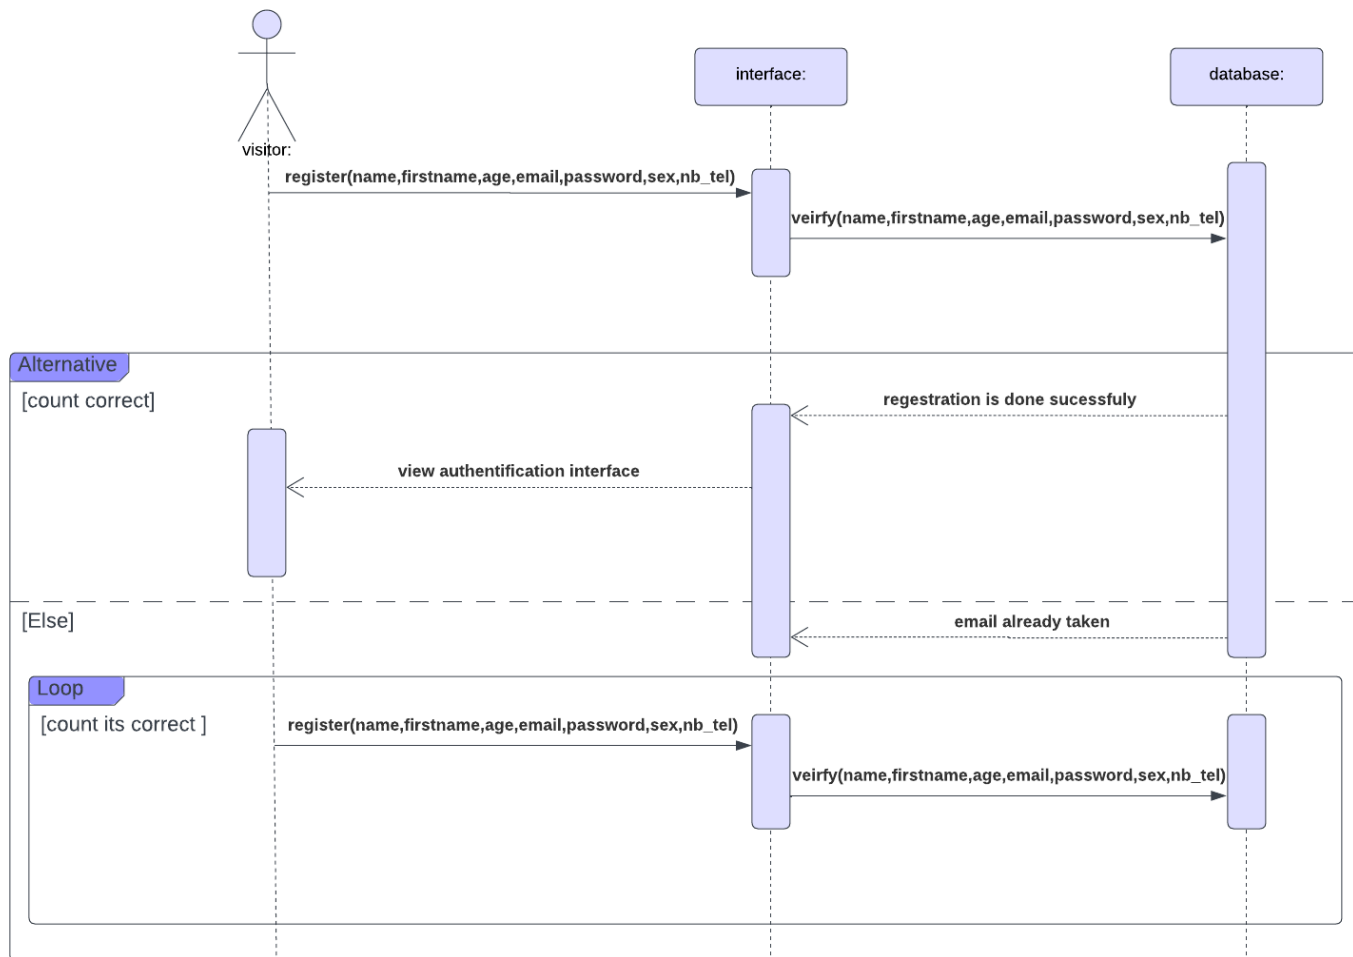 interface:
database:
visitor:
register(name,firstname,age,email,password,sex,nb_tel)
veirfy(name,firstname,age,email,password,sex,nb_tel)
Alternative
[count correct]
regestration is done sucessfuly
view authentification interface
[Else]
email already taken
Loop
[count its correct ]
register(name,firstname,age,email,password,sex,nb_tel)
veirfy(name,firstname,age,email,password,sex,nb_tel)